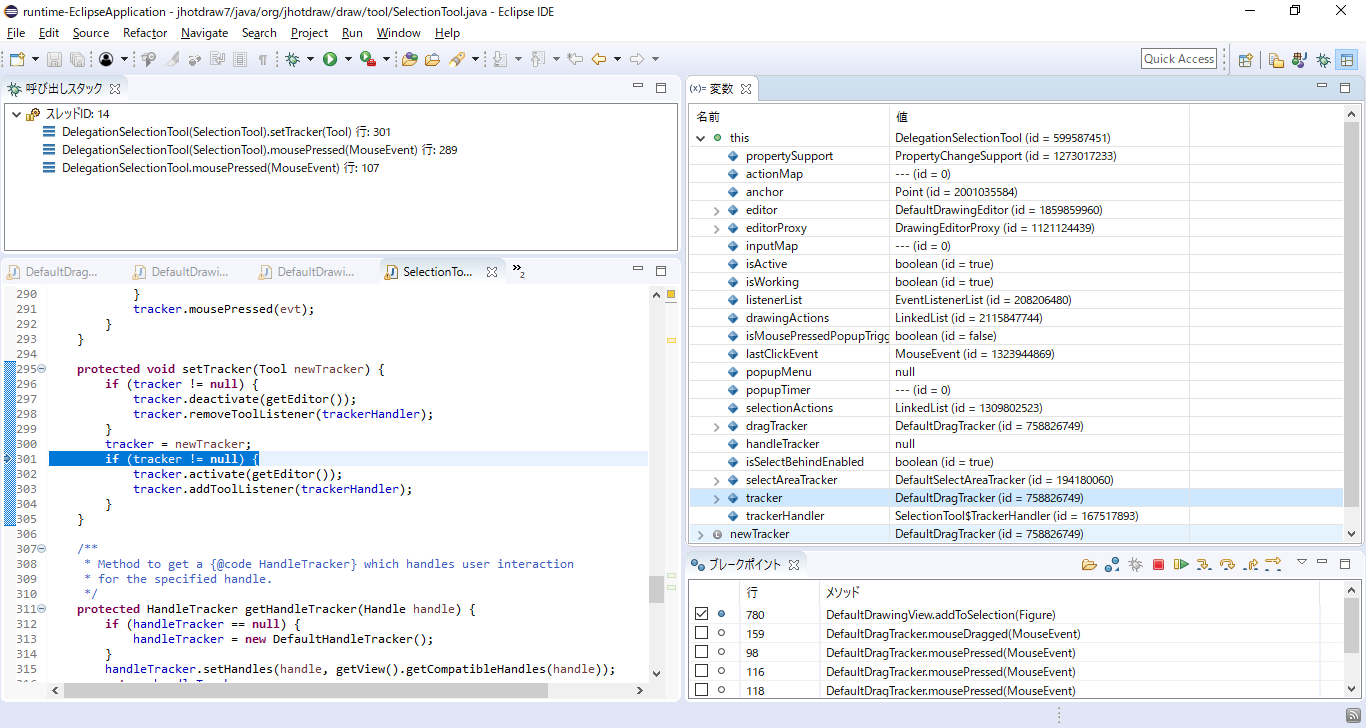 runtime-EclipseApplication - jhotdraw7/java/org/jhotdraw/draw/tool/SelectionTool.java - Eclipse IDE
File Edit Source Refactor Navigate Search Project Run Window Help
Quick Access
呼び出しスタック
スレッドID: 14
DelegationSelectionTool(SelectionTool).setTracker(Tool) 行: 301
DelegationSelectionTool(SelectionTool).mousePressed(MouseEvent) 行: 289
DelegationSelectionTool.mousePressed(MouseEvent) 行: 107
DefaultDrag... DefaultDrawi... DefaultDrawi... SelectionTo... »2
290 }
291 tracker.mousePressed(evt);
292 }
293 }
294
295 protected void setTracker(Tool newTracker) {
296 if (tracker != null) {
297 tracker.deactivate(getEditor());
298 tracker.removeToolListener(trackerHandler);
299 }
300 tracker = newTracker;
301 if (tracker != null) {
302 tracker.activate(getEditor());
303 tracker.addToolListener(trackerHandler);
304 }
305 }
306
307 /**
308 * Method to get a {@code HandleTracker} which handles user interaction
309 * for the specified handle.
310 */
311 protected HandleTracker getHandleTracker(Handle handle) {
312 if (handleTracker == null) {
313 handleTracker = new DefaultHandleTracker();
314 }
315 handleTracker.setHandles(handle, getView().getCompatibleHandles(handle));
(x)= 変数
名前 値
this DelegationSelectionTool (id = 599587451)
propertySupport PropertyChangeSupport (id = 1273017233)
actionMap --- (id = 0)
anchor Point (id = 2001035584)
editor DefaultDrawingEditor (id = 1859859960)
editorProxy DrawingEditorProxy (id = 1121124439)
inputMap --- (id = 0)
isActive boolean (id = true)
isWorking boolean (id = true)
listenerList EventListenerList (id = 208206480)
drawingActions LinkedList (id = 2115847744)
isMousePressedPopupTrigg boolean (id = false)
lastClickEvent MouseEvent (id = 1323944869)
popupMenu null
popupTimer --- (id = 0)
selectionActions LinkedList (id = 1309802523)
dragTracker DefaultDragTracker (id = 758826749)
handleTracker null
isSelectBehindEnabled boolean (id = true)
selectAreaTracker DefaultSelectAreaTracker (id = 194180060)
tracker DefaultDragTracker (id = 758826749)
trackerHandler SelectionTool$TrackerHandler (id = 167517893)
newTracker DefaultDragTracker (id = 758826749)
ブレークポイント
行 メソッド
780 DefaultDrawingView.addToSelection(Figure)
159 DefaultDragTracker.mouseDragged(MouseEvent)
98 DefaultDragTracker.mousePressed(MouseEvent)
116 DefaultDragTracker.mousePressed(MouseEvent)
118 DefaultDragTracker.mousePressed(MouseEvent)